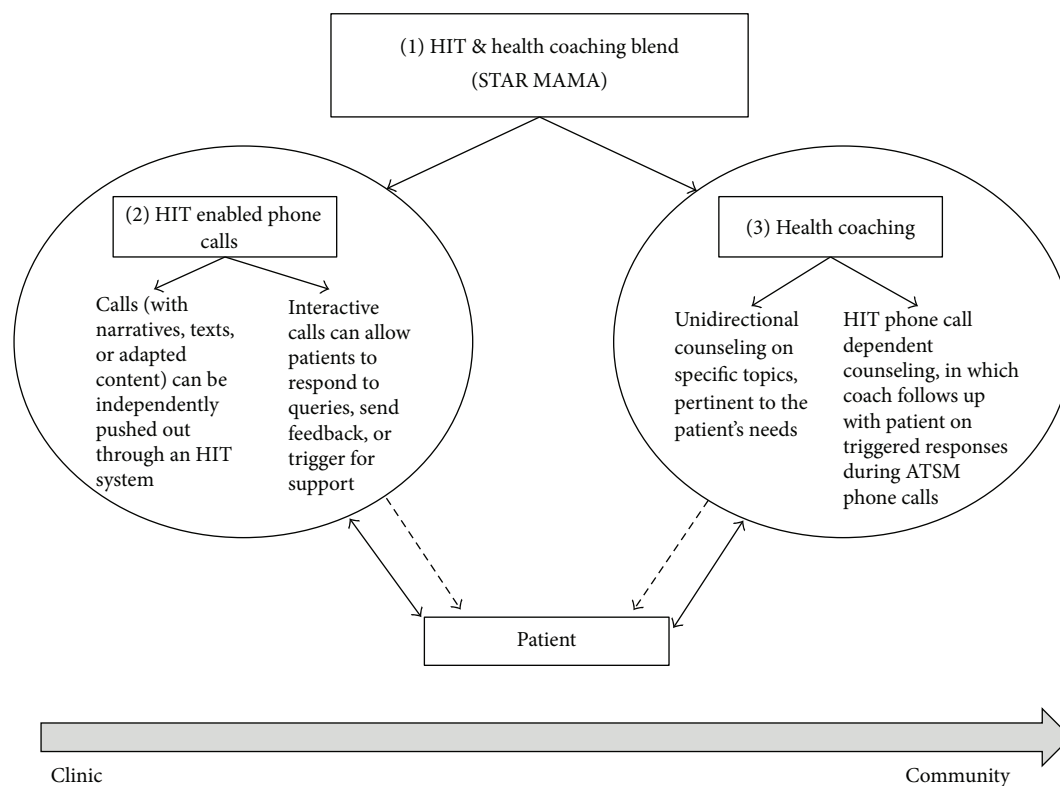 (1) HIT & health coaching blend
(STAR MAMA)
(2) HIT enabled phone
calls
Calls (with
narratives, texts,
or adapted
content) can be
independently
pushed out
through an HIT
system
Interactive
calls can allow
patients to
respond to
queries, send
feedback, or
trigger for
support
(3) Health coaching
Unidirectional
counseling on
specific topics,
pertinent to the
patient's needs
HIT phone call
dependent
counseling, in which
coach follows up
with patient on
triggered responses
during ATSM
phone calls
Patient
Clinic
Community